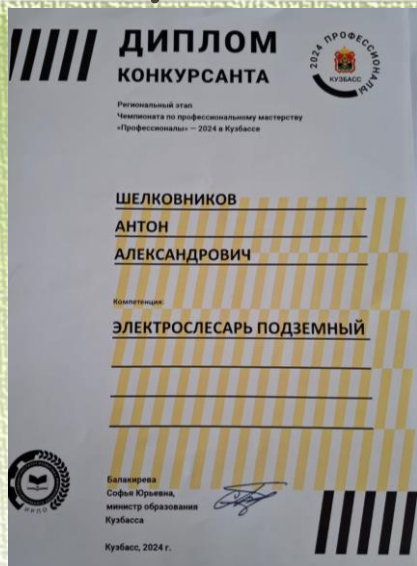 ДИПЛОМ
КОНКУРСАНТА
2024 ПРОФЕССИОНАЛЫ
КУЗБАСС
Региональный этап
Чемпионата по профессиональному мастерству
«Профессионалы» — 2024 в Кузбассе
ШЕЛКОВНИКОВ
АНТОН
АЛЕКСАНДРОВИЧ
Компетенция:
ЭЛЕКТРОСЛЕСАРЬ ПОДЗЕМНЫЙ
Балакирева
Софья Юрьевна,
министр образования
Кузбасса
ИРПО
Кузбасс, 2024 г.